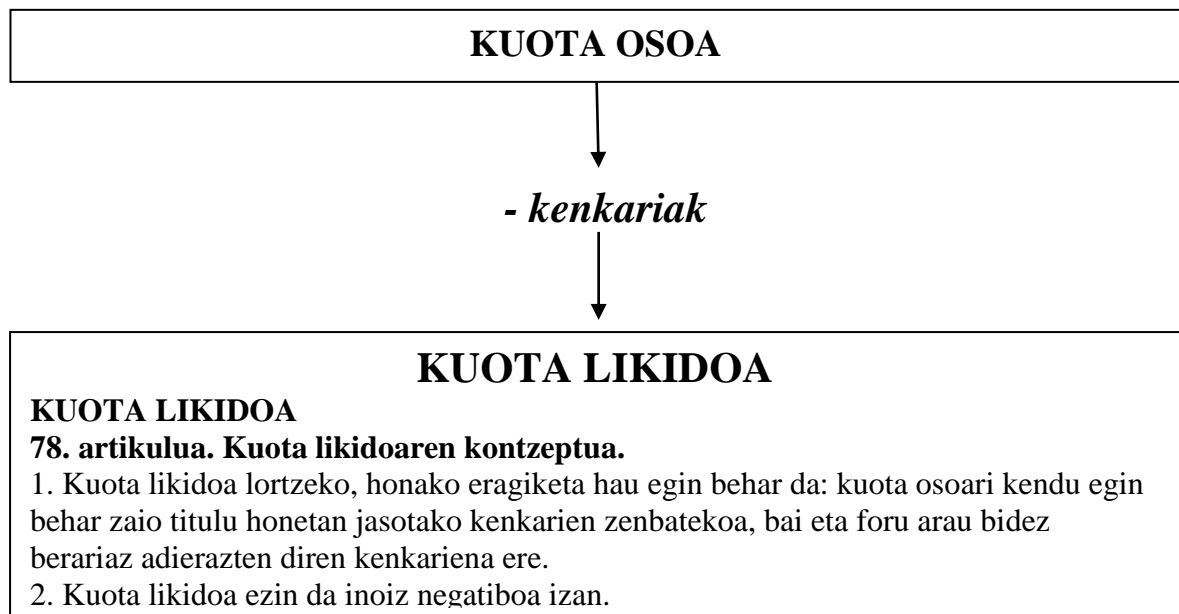 KUOTA OSOA
- kenkariak
KUOTA LIKIDOA
KUOTA LIKIDOA
78. artikulua. Kuota likidoaren kontzeptua.
1. Kuota likidoa lortzeko, honako eragiketa hau egin behar da: kuota osoari kendu egin
behar zaio titulu honetan jasotako kenkarien zenbatekoa, bai eta foru arau bidez
berariaz adierazten diren kenkariena ere.
2. Kuota likidoa ezin da inoiz negatiboa izan.